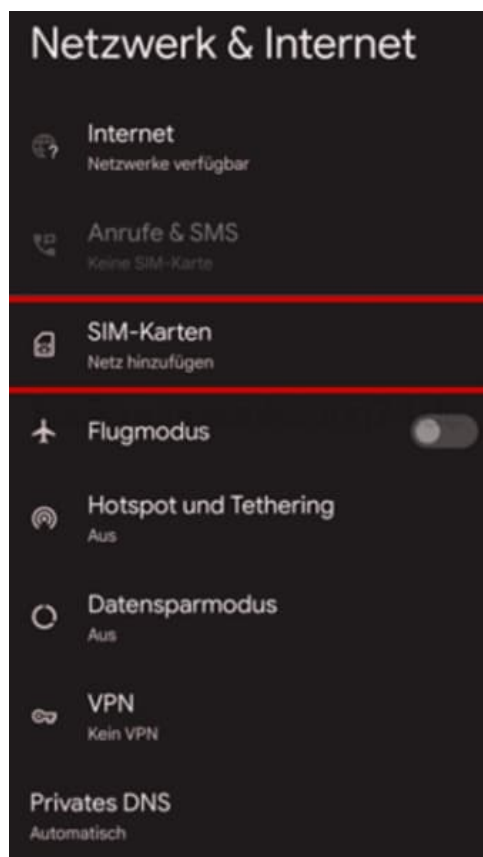 Netzwerk & Internet
Internet
Netzwerke verfügbar
Anrufe & SMS
Keine SIM-Karte
SIM-Karten
Netz hinzufügen
Flugmodus
Hotspot und Tethering
Aus
Datensparmodus
Aus
VPN
Kein VPN
Privates DNS
Automatisch